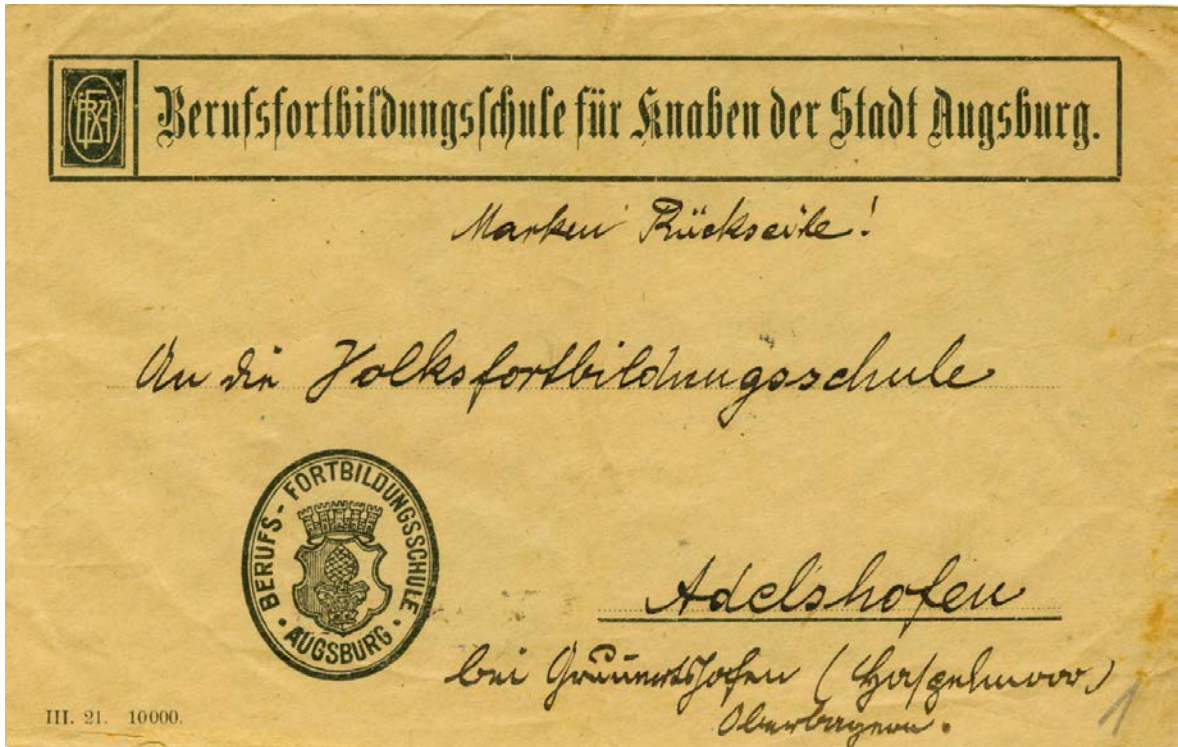 Berufsfortbildungsschule für Knaben der Stadt Augsburg.
Marken Rückseite!
An die Volksfortbildungsschule
BERUFS-FORTBILDUNGSSCHULE
· AUGSBURG ·
Adelshofen
bei Grunertshofen (Haspelmoor)
Oberbayern.
III. 21. 10000.
1